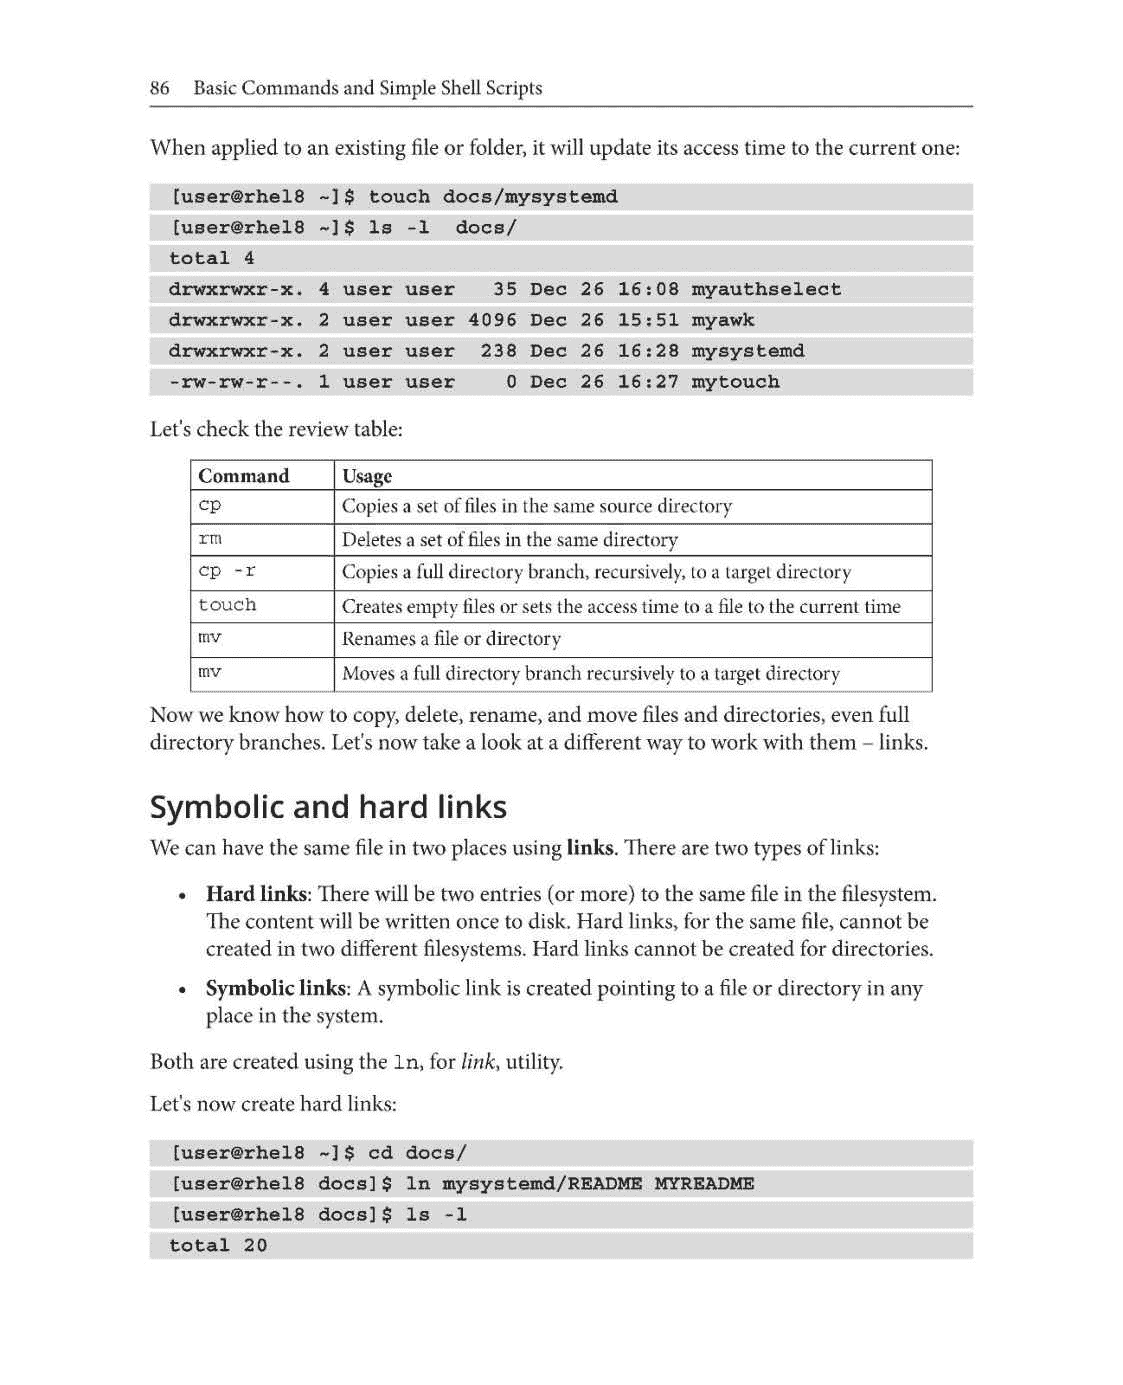 86 Basic Commands and Simple Shell Scripts
When applied to an existing file or folder, it will update its access time to the current one:
[user@rhel8 ~]$ touch docs/mysystemd
[user@rhel8 ~]$ ls -l  docs/
total 4
drwxrwxr-x. 4 user user   35 Dec 26 16:08 myauthselect
drwxrwxr-x. 2 user user 4096 Dec 26 15:51 myawk
drwxrwxr-x. 2 user user  238 Dec 26 16:28 mysystemd
-rw-rw-r--. 1 user user    0 Dec 26 16:27 mytouch
Let's check the review table:
Command Usage
cp Copies a set of files in the same source directory
rm Deletes a set of files in the same directory
cp -r Copies a full directory branch, recursively, to a target directory
touch Creates empty files or sets the access time to a file to the current time
mv Renames a file or directory
mv Moves a full directory branch recursively to a target directory
Now we know how to copy, delete, rename, and move files and directories, even full
directory branches. Let's now take a look at a different way to work with them – links.
Symbolic and hard links
We can have the same file in two places using links. There are two types of links:
• Hard links: There will be two entries (or more) to the same file in the filesystem.
The content will be written once to disk. Hard links, for the same file, cannot be
created in two different filesystems. Hard links cannot be created for directories.
• Symbolic links: A symbolic link is created pointing to a file or directory in any
place in the system.
Both are created using the ln, for link, utility.
Let's now create hard links:
[user@rhel8 ~]$ cd docs/
[user@rhel8 docs]$ ln mysystemd/README MYREADME
[user@rhel8 docs]$ ls -l
total 20